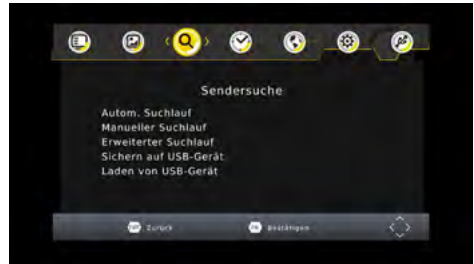 Sendersuche
Autom. Suchlauf
Manueller Suchlauf
Erweiterter Suchlauf
Sichern auf USB-Gerät
Laden von USB-Gerät
Zurück
Bestätigen